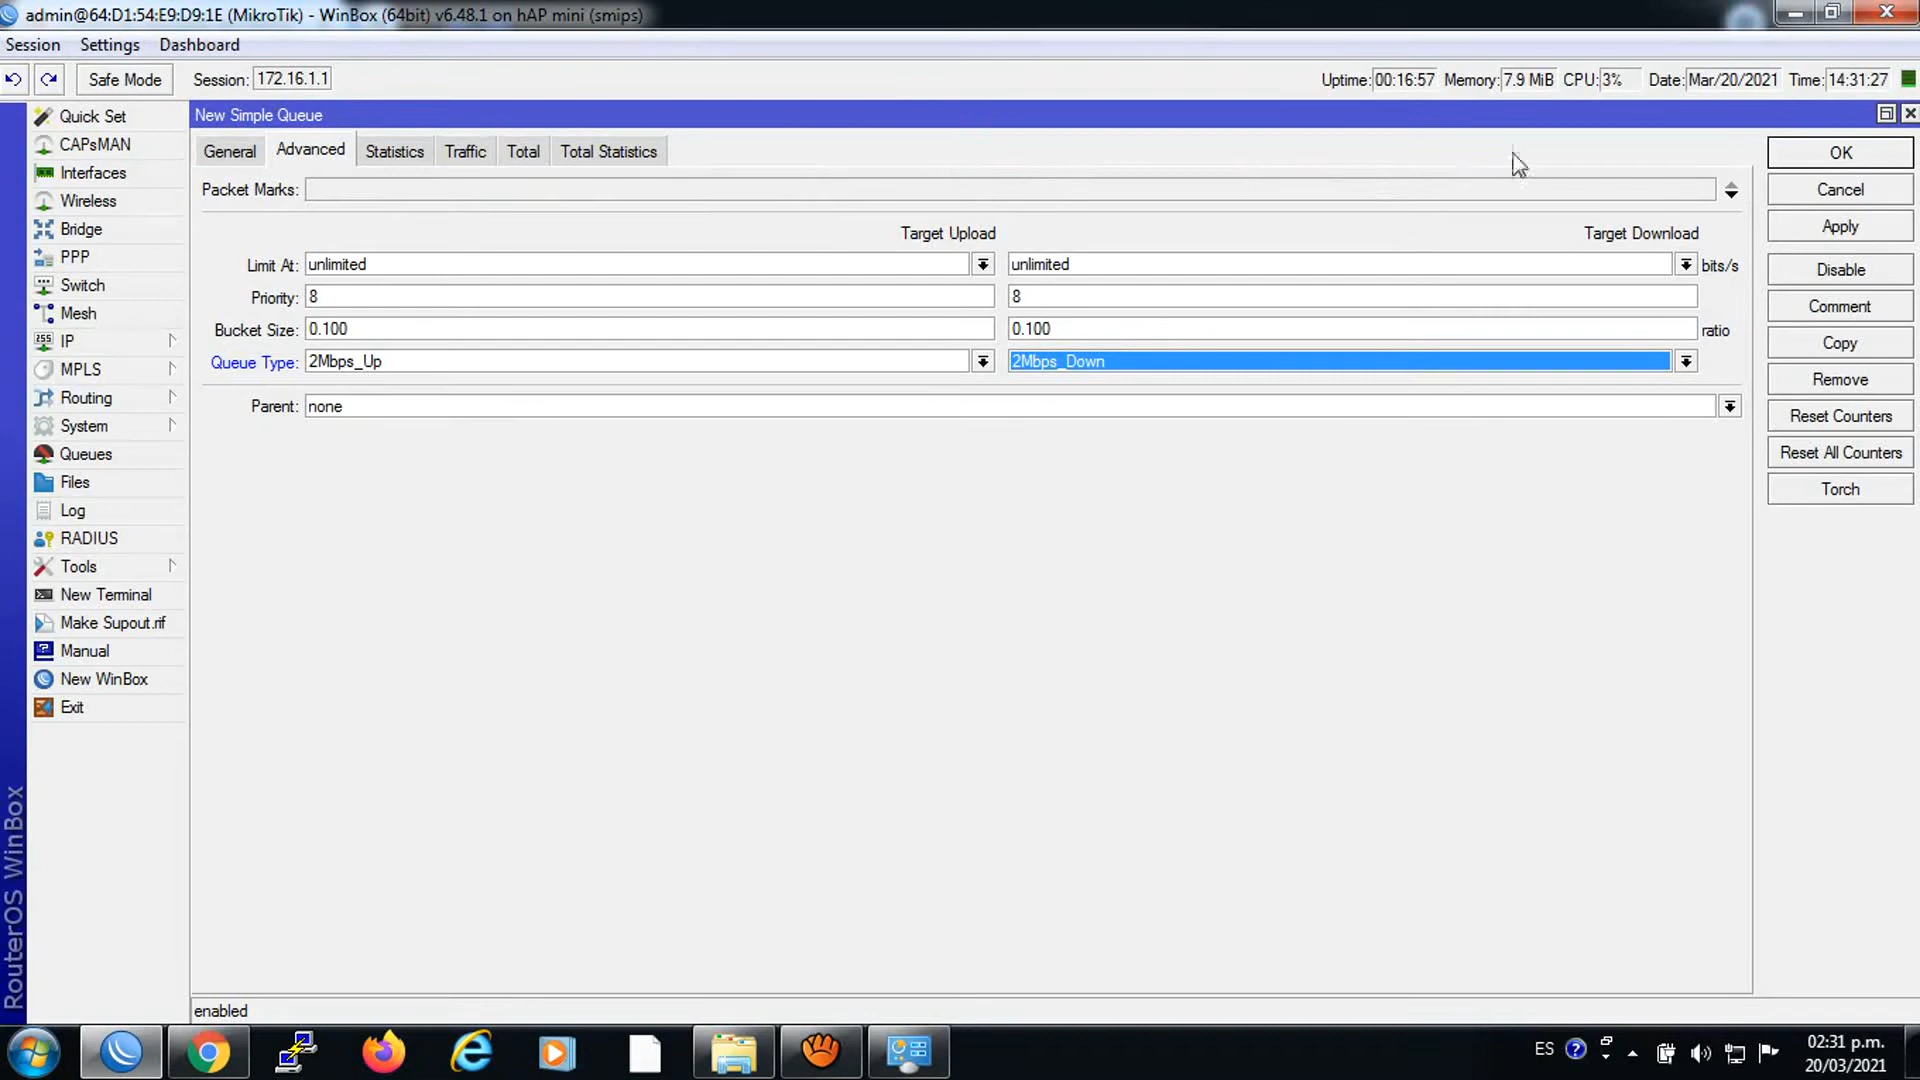 admin@64:D1:54:E9:D9:1E (MikroTik) - WinBox (64bit) v6.48.1 on hAP mini (smips)
Session Settings Dashboard
Safe Mode Session: 172.16.1.1 Uptime: 00:16:57 Memory: 7.9 MiB CPU: 3% Date: Mar/20/2021 Time: 14:31:27
New Simple Queue
General Advanced Statistics Traffic Total Total Statistics
Packet Marks:
Target Upload Target Download
Limit At: unlimited unlimited bits/s
Priority: 8 8
Bucket Size: 0.100 0.100 ratio
Queue Type: 2Mbps_Up 2Mbps_Down
Parent: none
OK
Cancel
Apply
Disable
Comment
Copy
Remove
Reset Counters
Reset All Counters
Torch
Quick Set
CAPsMAN
Interfaces
Wireless
Bridge
PPP
Switch
Mesh
255 IP
MPLS
Routing
System
Queues
Files
Log
RADIUS
Tools
New Terminal
Make Supout.rif
Manual
New WinBox
Exit
RouterOS WinBox
enabled
ES 02:31 p.m.
20/03/2021